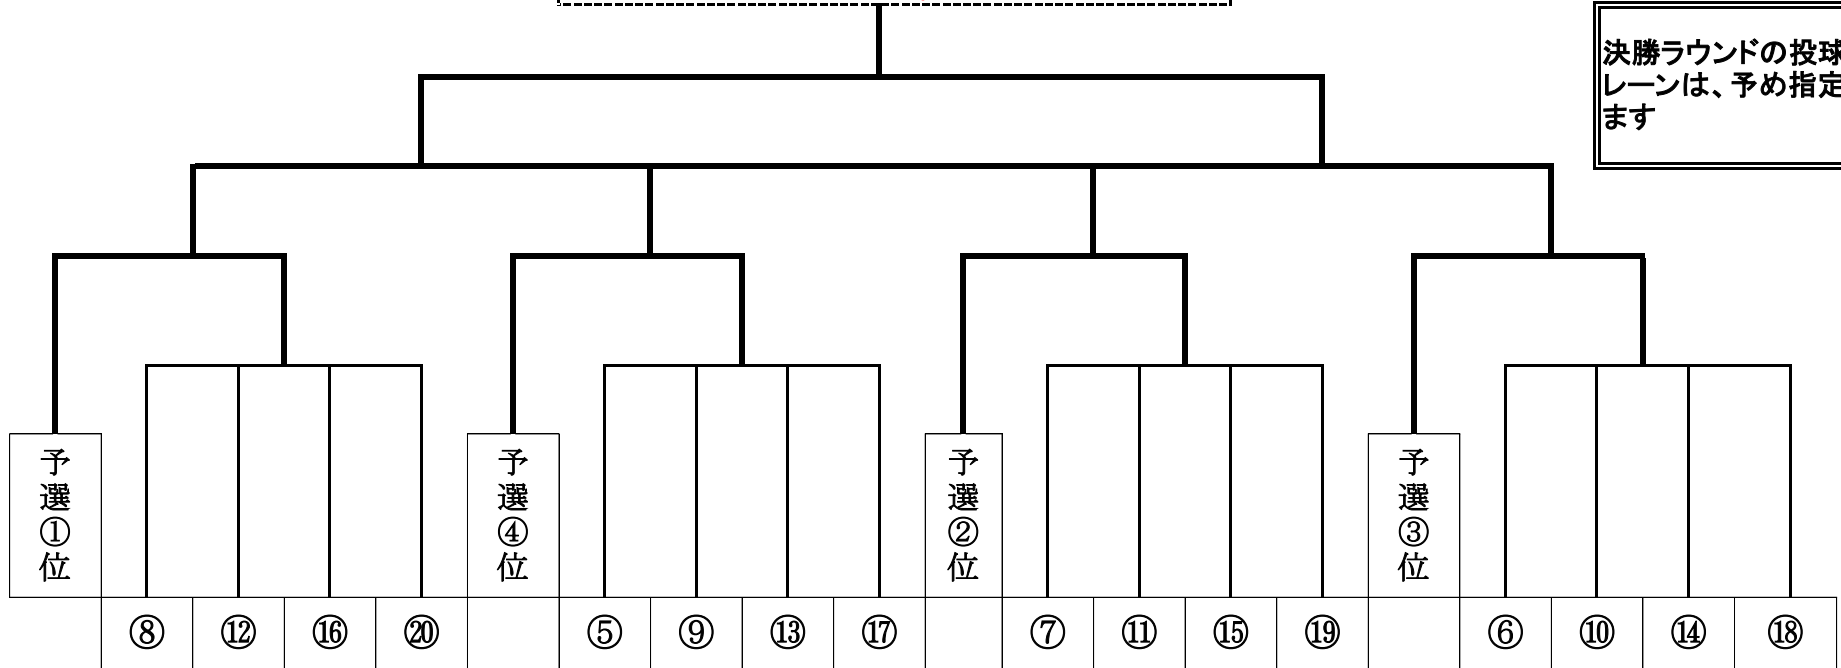 決勝ラウンドの投球
レーンは、予め指定
ます
予選①位
予選④位
予選②位
予選③位
⑧ ⑫ ⑯ ⑳ ⑤ ⑨ ⑬ ⑰ ⑦ ⑪ ⑮ ⑲ ⑥ ⑩ ⑭ ⑱